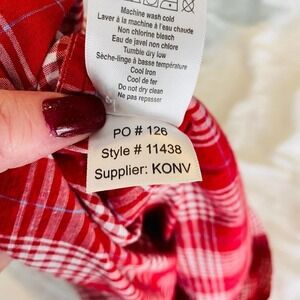 Machine wash cold
Laver à la machine à l'eau chaude
Non chlorine bleach
Eau de javel non chlore
Tumble dry low
Sèche-linge à basse température
Cool Iron
Cool de fer
Do not dry clean
Ne pas repasser
PO # 126
Style # 11438
Supplier: KONV